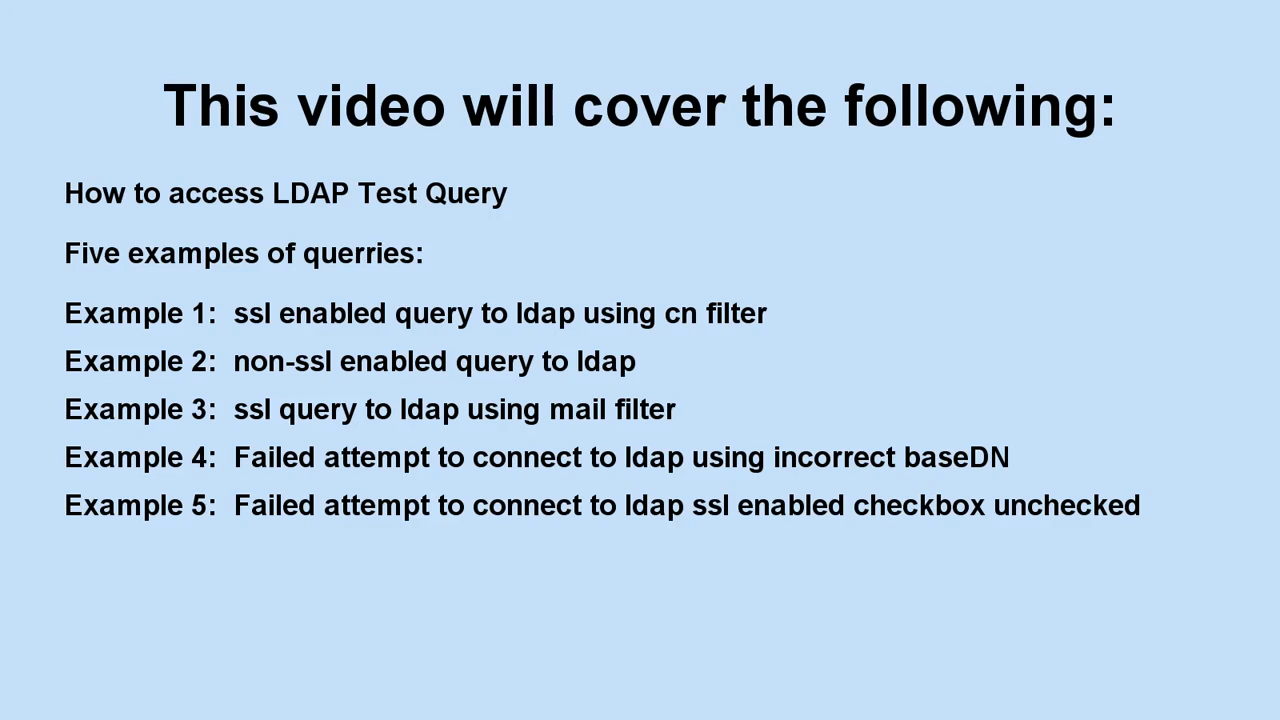 This video will cover the following:
How to access LDAP Test Query
Five examples of querries:
Example 1:  ssl enabled query to ldap using cn filter
Example 2:  non-ssl enabled query to ldap
Example 3:  ssl query to ldap using mail filter
Example 4:  Failed attempt to connect to ldap using incorrect baseDN
Example 5:  Failed attempt to connect to ldap ssl enabled checkbox unchecked